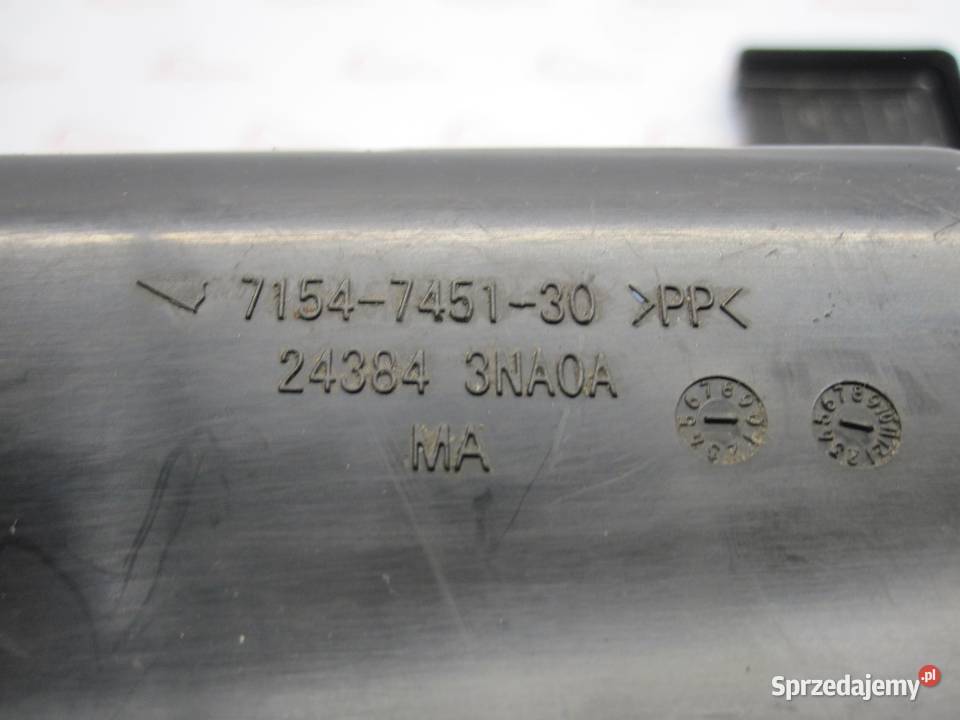 7154-7451-30 >PP<
24384 3NA0A
MA
Sprzedajemy.pl